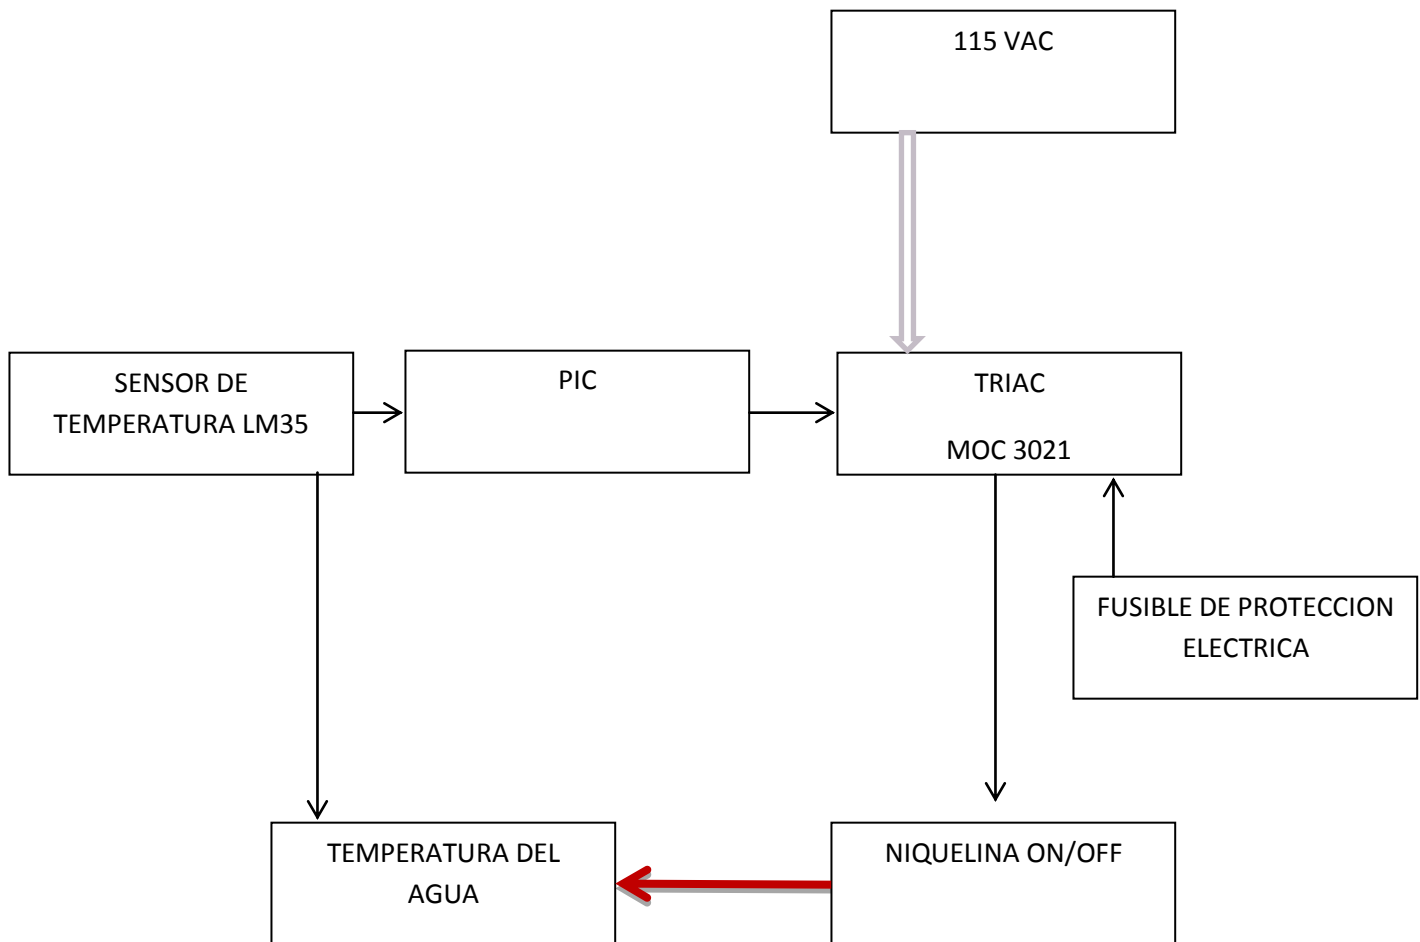 115 VAC
SENSOR DE
TEMPERATURA LM35
PIC
TRIAC
MOC 3021
FUSIBLE DE PROTECCION
ELECTRICA
TEMPERATURA DEL
AGUA
NIQUELINA ON/OFF